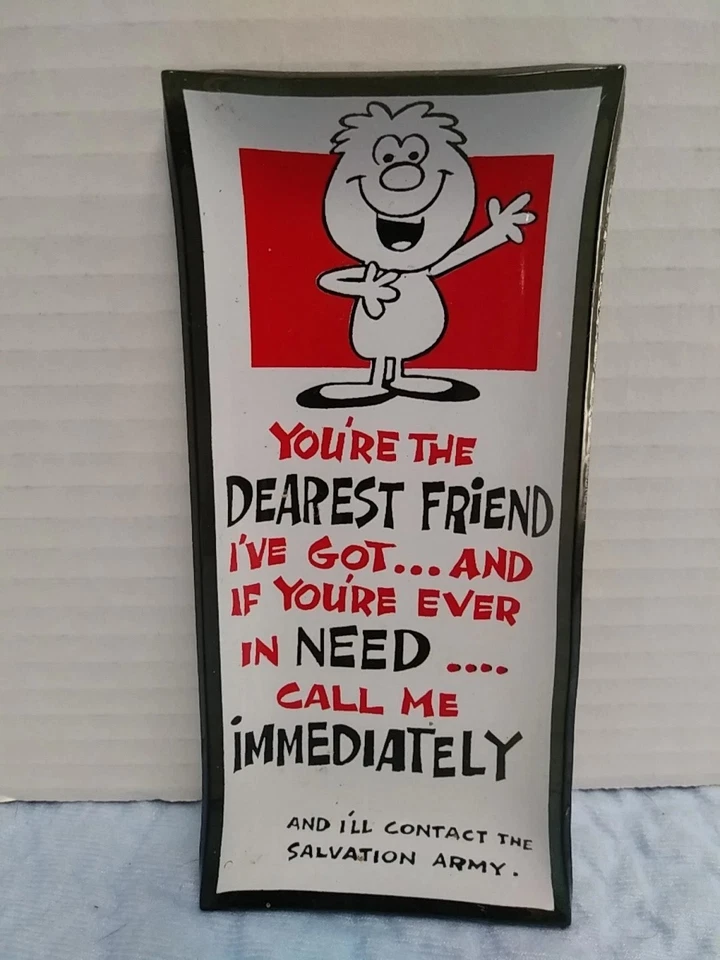 YOU'RE THE
DEAREST FRIEND
I'VE GOT... AND
IF YOU'RE EVER
IN NEED ....
CALL ME
IMMEDIATELY
AND I'LL CONTACT THE
SALVATION ARMY.